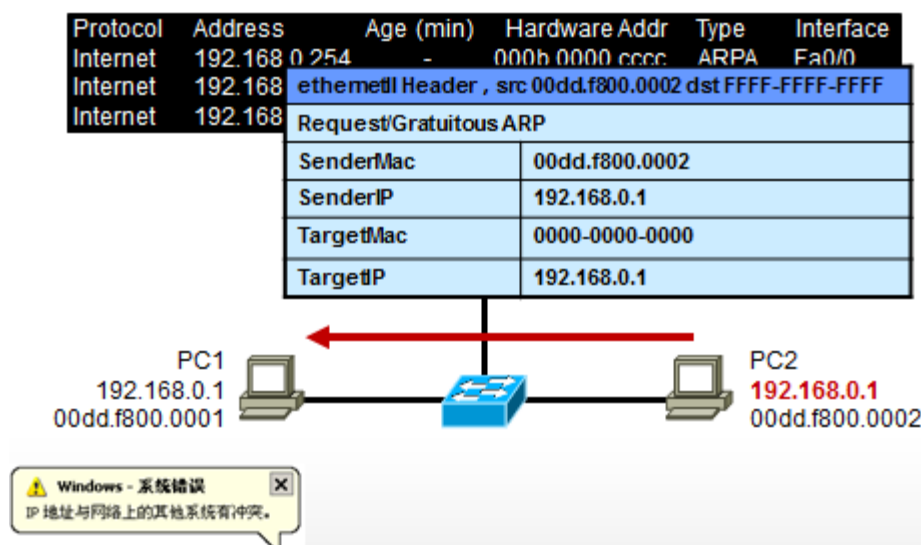 Protocol Address Age (min) Hardware Addr Type Interface
Internet 192.168.0.254 - 000b.0000.cccc ARPA Fa0/0
Internet 192.168
Internet 192.168
ethernetII Header , src 00dd.f800.0002 dst FFFF-FFFF-FFFF
Request/Gratuitous ARP
SenderMac 00dd.f800.0002
SenderIP 192.168.0.1
TargetMac 0000-0000-0000
TargetIP 192.168.0.1
PC1
192.168.0.1
00dd.f800.0001
PC2
192.168.0.1
00dd.f800.0002
Windows - 系统错误
IP 地址与网络上的其他系统有冲突。